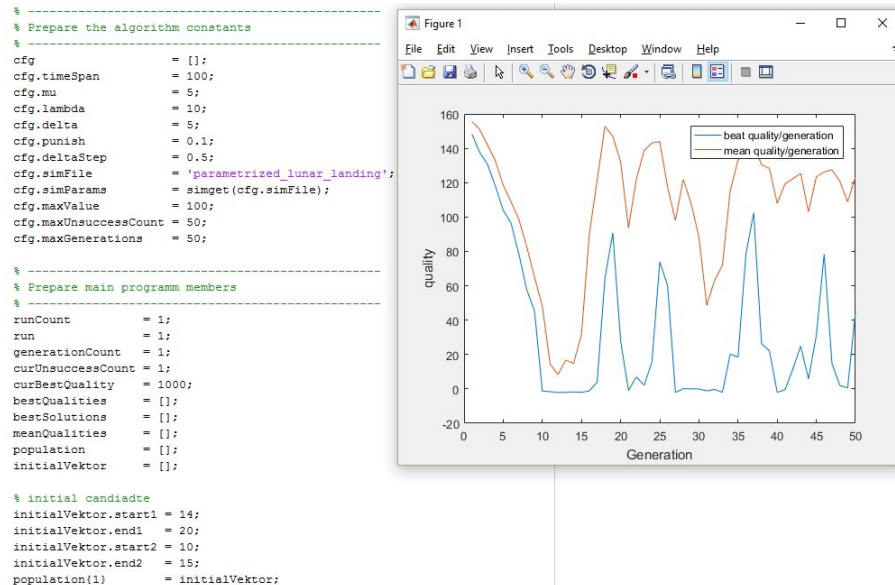 % -------------------------------------------------
% Prepare the algorithm constants
% -------------------------------------------------
cfg = [];
cfg.timeSpan = 100;
cfg.mu = 5;
cfg.lambda = 10;
cfg.delta = 5;
cfg.punish = 0.1;
cfg.deltaStep = 0.5;
cfg.simFile = 'parametrized_lunar_landing';
cfg.simParams = simget(cfg.simFile);
cfg.maxValue = 100;
cfg.maxUnsuccessCount = 50;
cfg.maxGenerations = 50;
% -------------------------------------------------
% Prepare main programm members
% -------------------------------------------------
runCount = 1;
run = 1;
generationCount = 1;
curUnsuccessCount = 1;
curBestQuality = 1000;
bestQualities = [];
bestSolutions = [];
meanQualities = [];
population = [];
initialVektor = [];
% initial candiadte
initialVektor.start1 = 14;
initialVektor.end1 = 20;
initialVektor.start2 = 10;
initialVektor.end2 = 15;
population{1} = initialVektor;
Figure 1
File Edit View Insert Tools Desktop Window Help
160
140
120
100
80
60
40
20
0
-20
quality
beat quality/generation
mean quality/generation
0 5 10 15 20 25 30 35 40 45 50
Generation